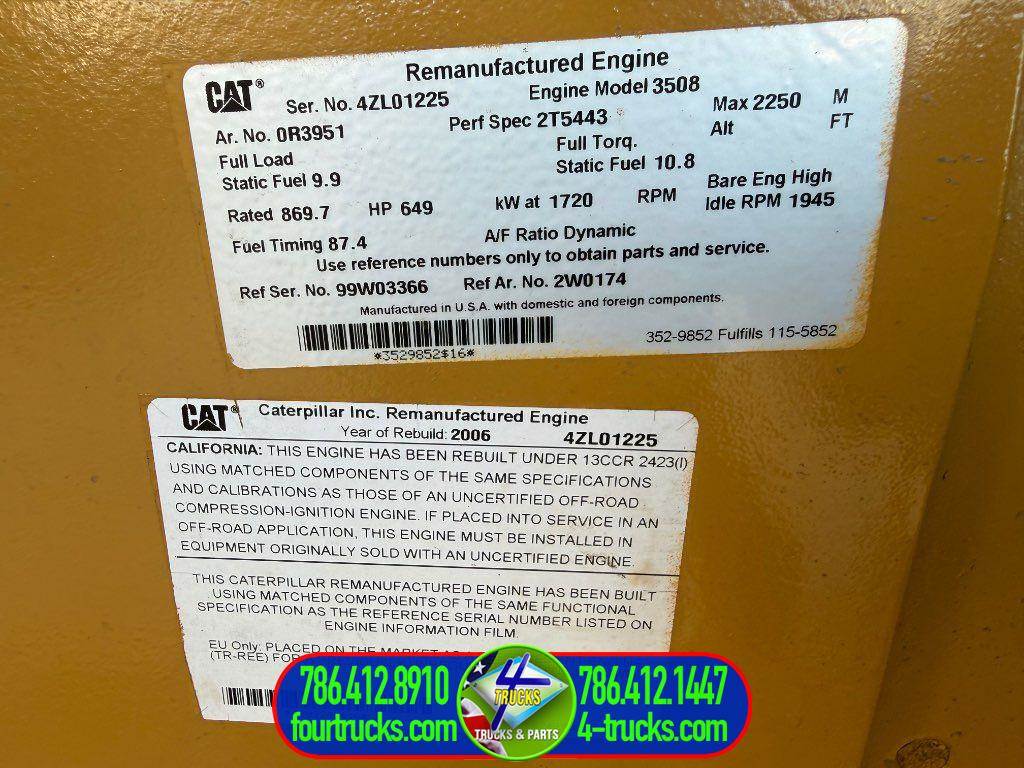 CAT® Remanufactured Engine
Ser. No. 4ZL01225 Engine Model 3508
Ar. No. 0R3951 Perf Spec 2T5443 Max 2250 M
Full Load Full Torq. Alt FT
Static Fuel 9.9 Static Fuel 10.8
Rated 869.7 HP 649 kW at 1720 RPM Bare Eng High
Idle RPM 1945
Fuel Timing 87.4 A/F Ratio Dynamic
Use reference numbers only to obtain parts and service.
Ref Ser. No. 99W03366 Ref Ar. No. 2W0174
Manufactured in U.S.A. with domestic and foreign components.
*3529852$16* 352-9852 Fulfills 115-5852
CAT® Caterpillar Inc. Remanufactured Engine
Year of Rebuild: 2006 4ZL01225
CALIFORNIA: THIS ENGINE HAS BEEN REBUILT UNDER 13CCR 2423(l)
USING MATCHED COMPONENTS OF THE SAME SPECIFICATIONS
AND CALIBRATIONS AS THOSE OF AN UNCERTIFIED OFF-ROAD
COMPRESSION-IGNITION ENGINE. IF PLACED INTO SERVICE IN AN
OFF-ROAD APPLICATION, THIS ENGINE MUST BE INSTALLED IN
EQUIPMENT ORIGINALLY SOLD WITH AN UNCERTIFIED ENGINE.
THIS CATERPILLAR REMANUFACTURED ENGINE HAS BEEN BUILT
USING MATCHED COMPONENTS OF THE SAME FUNCTIONAL
SPECIFICATION AS THE REFERENCE SERIAL NUMBER LISTED ON
ENGINE INFORMATION FILM.
EU Only: PLACED ON THE MARKET
(TR-REE) FOR
786.412.8910 4 TRUCKS 786.412.1447
fourtrucks.com TRUCKS & PARTS 4-trucks.com